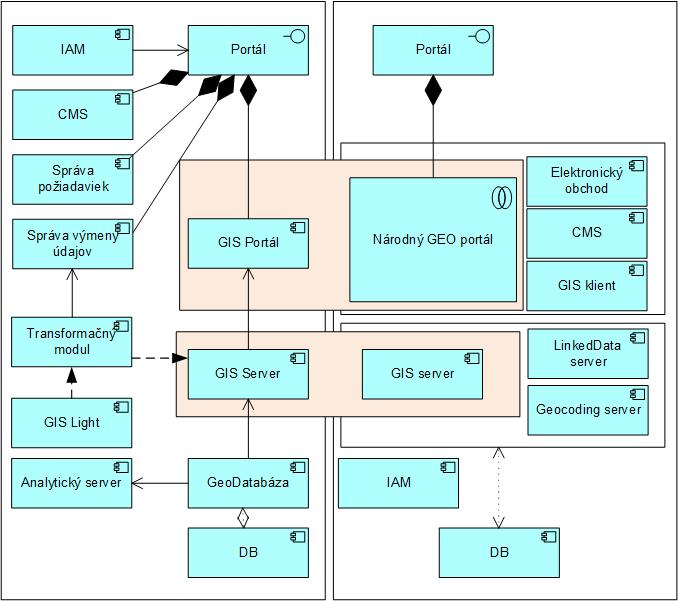 IAM
Portál
CMS
Správa
požiadaviek
Správa výmeny
údajov
GIS Portál
Transformačný
modul
GIS Server
GIS Light
Analytický server
GeoDatabáza
DB
Portál
Národný GEO portál
Elektronický
obchod
CMS
GIS klient
GIS server
LinkedData
server
Geocoding server
IAM
DB